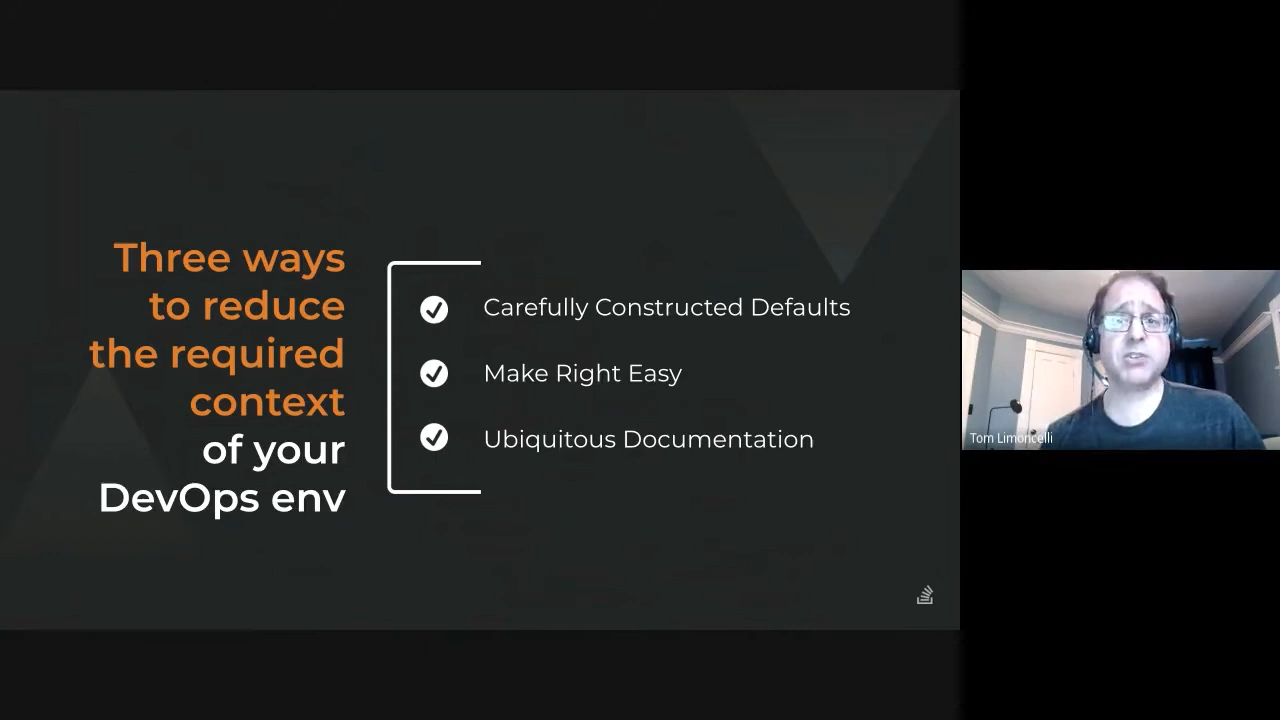 Three ways
to reduce
the required
context
of your
DevOps env
Carefully Constructed Defaults
Make Right Easy
Ubiquitous Documentation
Tom Limoncelli